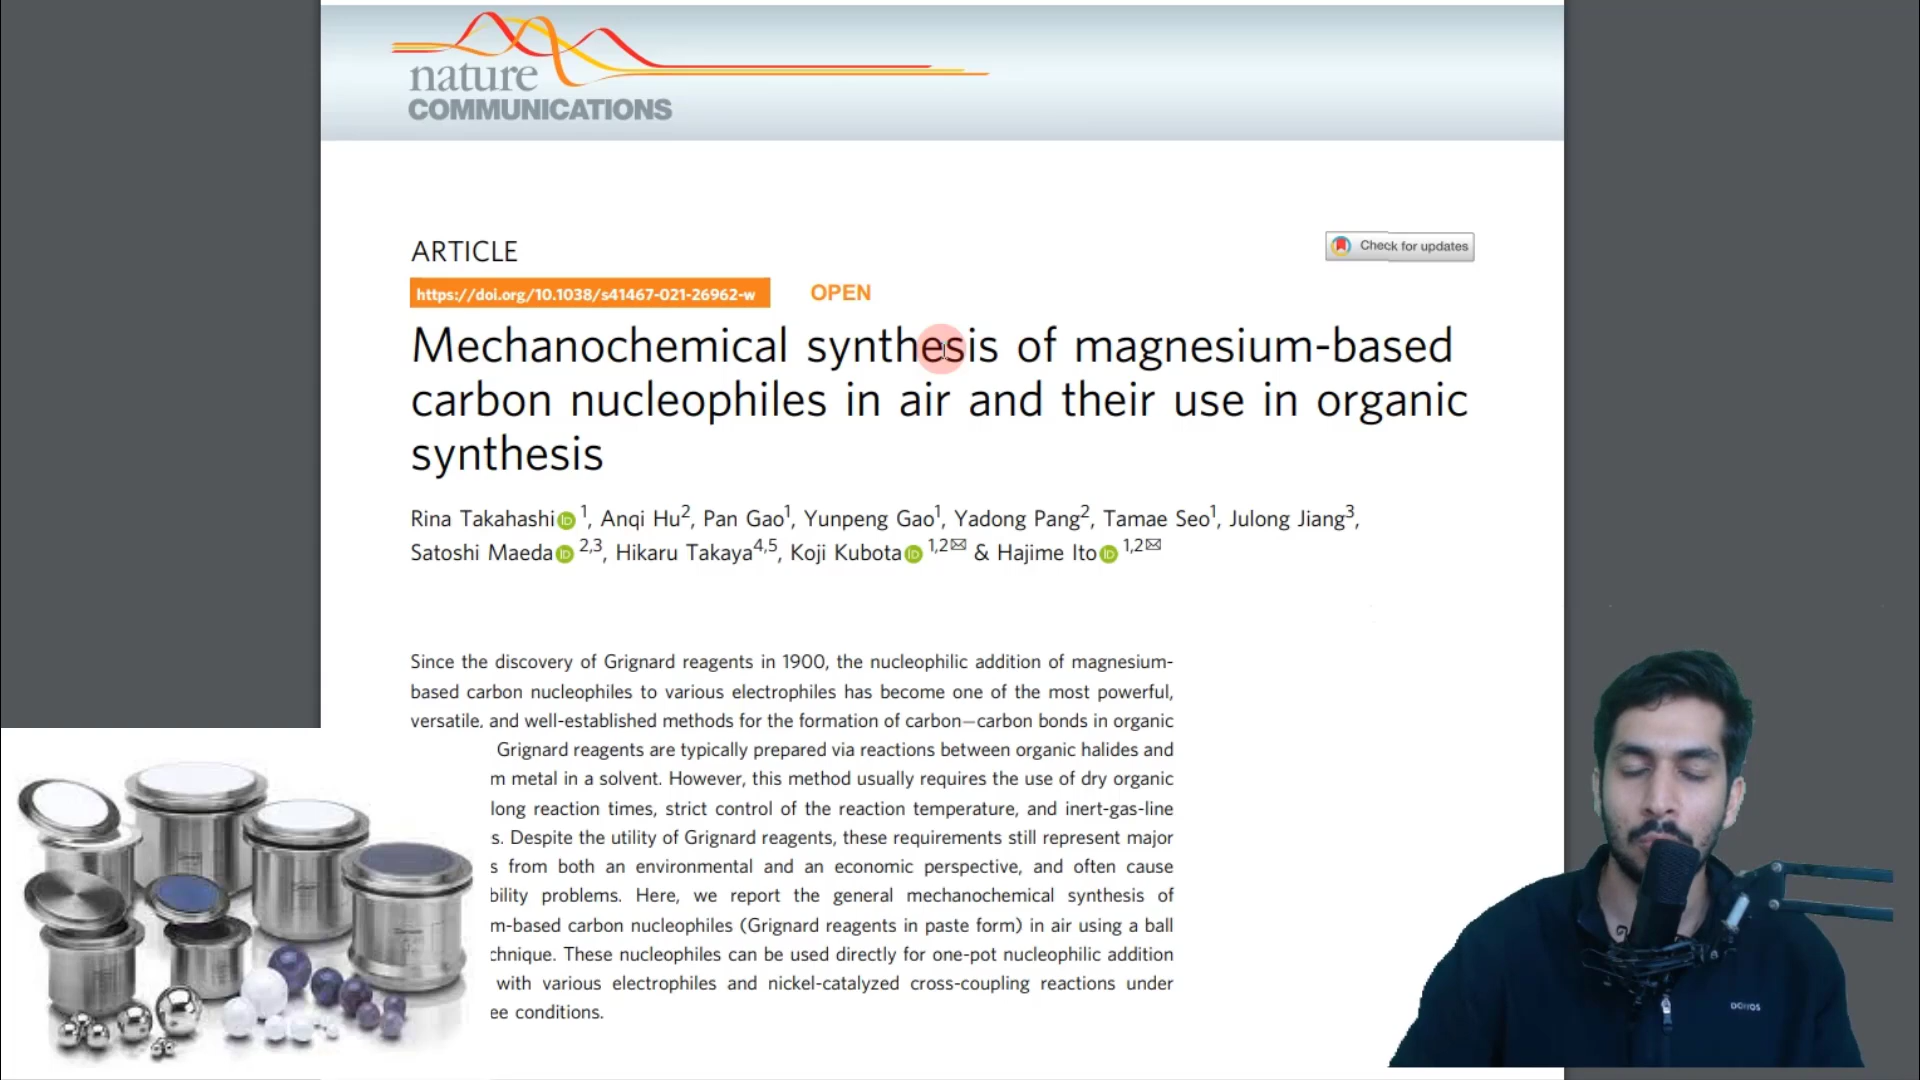 nature
COMMUNICATIONS
ARTICLE
Check for updates
https://doi.org/10.1038/s41467-021-26962-w OPEN
Mechanochemical synthesis of magnesium-based
carbon nucleophiles in air and their use in organic
synthesis
Rina Takahashi iD 1, Anqi Hu2, Pan Gao1, Yunpeng Gao1, Yadong Pang2, Tamae Seo1, Julong Jiang3,
Satoshi Maeda iD 2,3, Hikaru Takaya4,5, Koji Kubota iD 1,2✉ & Hajime Ito iD 1,2✉
Since the discovery of Grignard reagents in 1900, the nucleophilic addition of magnesium-
based carbon nucleophiles to various electrophiles has become one of the most powerful,
versatile, and well-established methods for the formation of carbon−carbon bonds in organic
Grignard reagents are typically prepared via reactions between organic halides and
m metal in a solvent. However, this method usually requires the use of dry organic
long reaction times, strict control of the reaction temperature, and inert-gas-line
s. Despite the utility of Grignard reagents, these requirements still represent major
s from both an environmental and an economic perspective, and often cause
bility problems. Here, we report the general mechanochemical synthesis of
m-based carbon nucleophiles (Grignard reagents in paste form) in air using a ball
chnique. These nucleophiles can be used directly for one-pot nucleophilic addition
with various electrophiles and nickel-catalyzed cross-coupling reactions under
ee conditions.